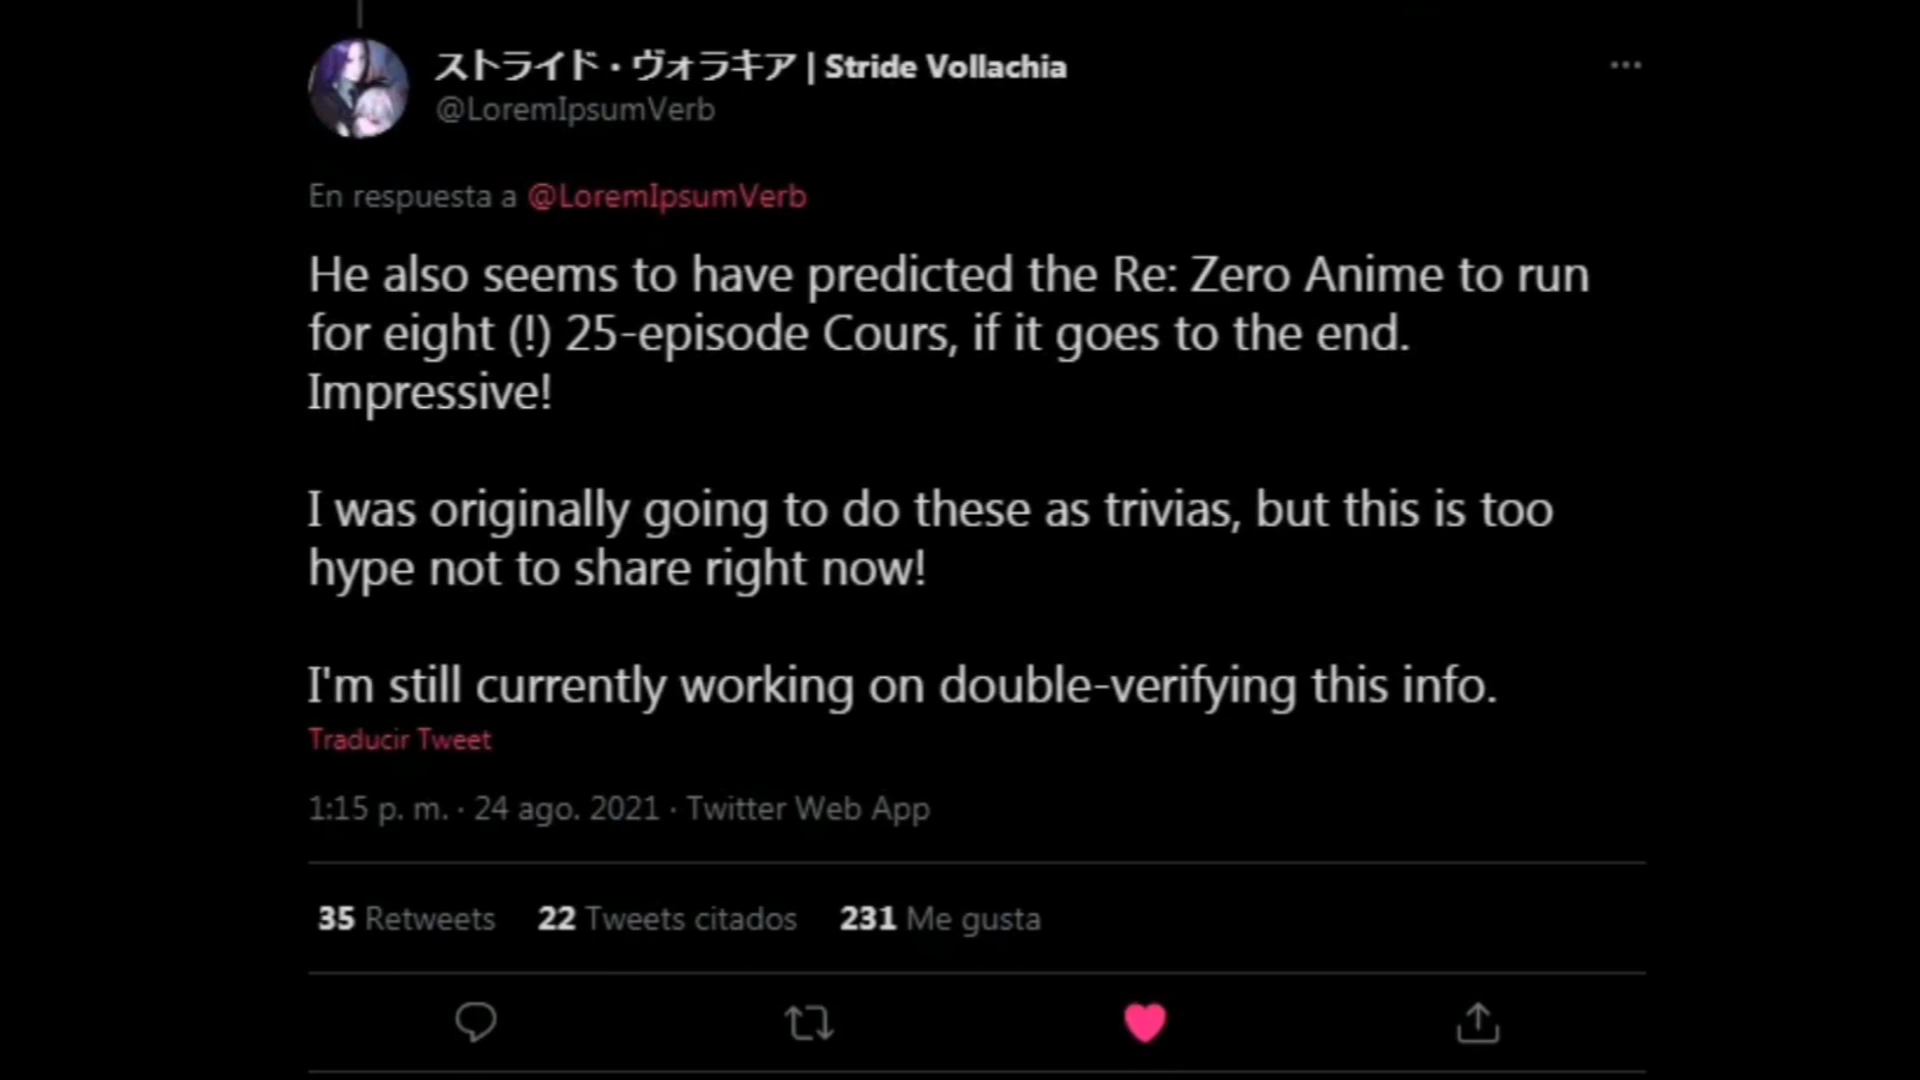 ストライド・ヴォラキア | Stride Vollachia
@LoremIpsumVerb
En respuesta a @LoremIpsumVerb
He also seems to have predicted the Re: Zero Anime to run
for eight (!) 25-episode Cours, if it goes to the end.
Impressive!
I was originally going to do these as trivias, but this is too
hype not to share right now!
I'm still currently working on double-verifying this info.
Traducir Tweet
1:15 p. m. · 24 ago. 2021 · Twitter Web App
35 Retweets 22 Tweets citados 231 Me gusta